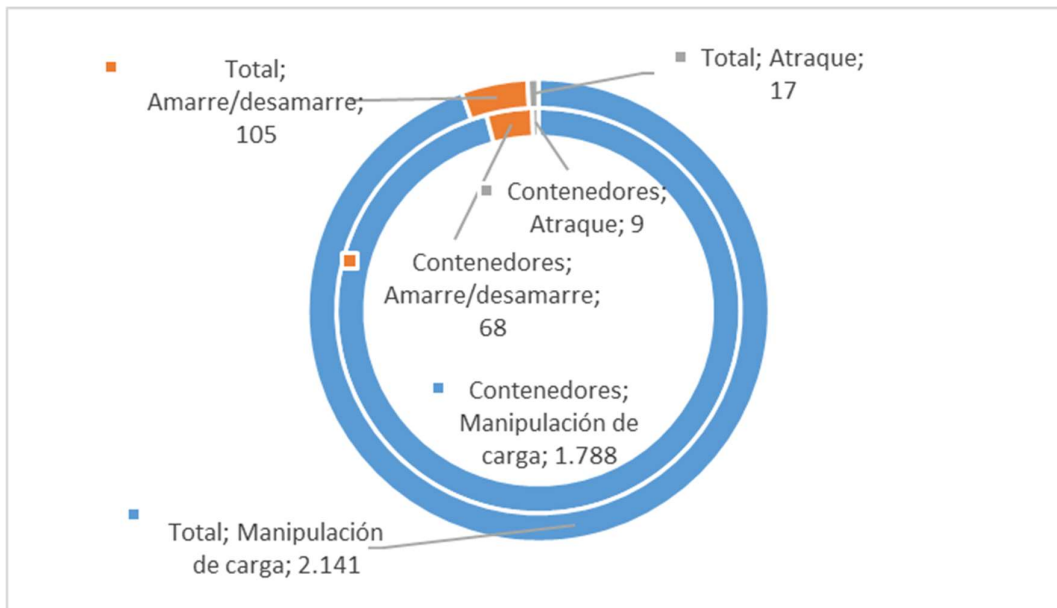 Total;
Amarre/desamarre;
105
Total; Atraque;
17
Contenedores;
Atraque; 9
Contenedores;
Amarre/desamarre;
68
Contenedores;
Manipulación de
carga; 1.788
Total; Manipulación
de carga; 2.141